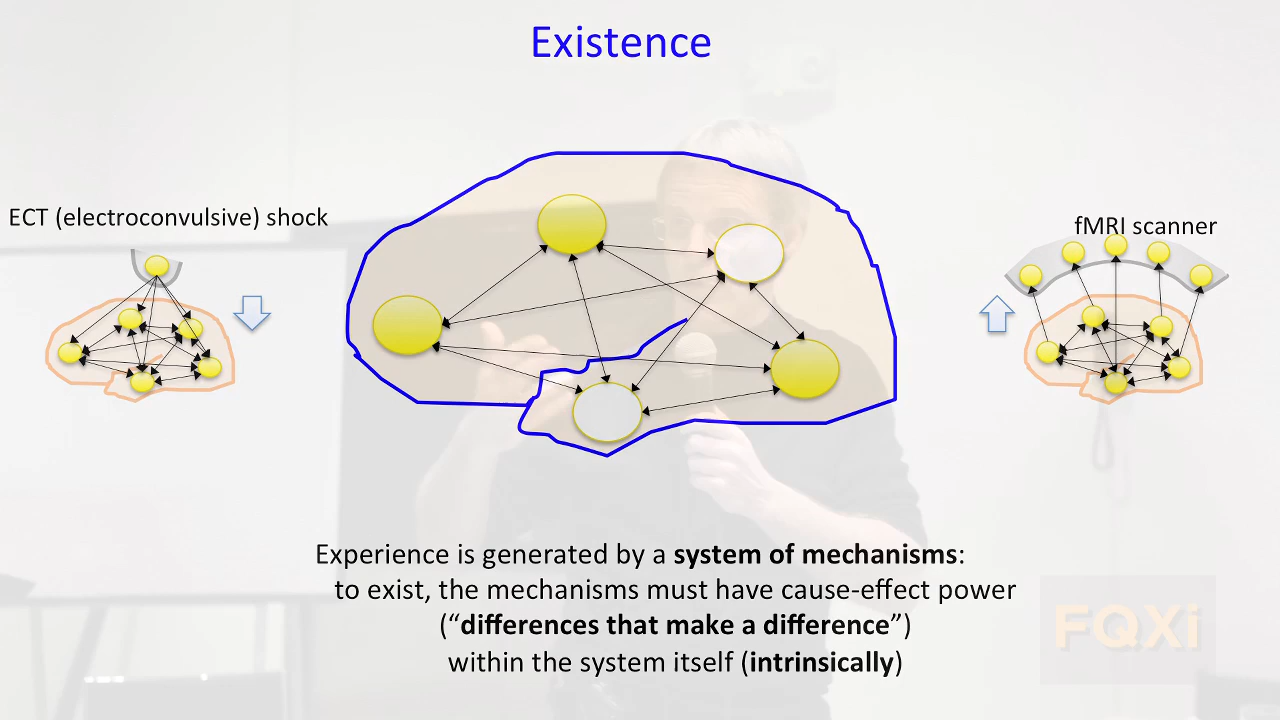 Existence
ECT (electroconvulsive) shock
fMRI scanner
Experience is generated by a system of mechanisms:
to exist, the mechanisms must have cause-effect power
(“differences that make a difference”)
within the system itself (intrinsically)
FQXi